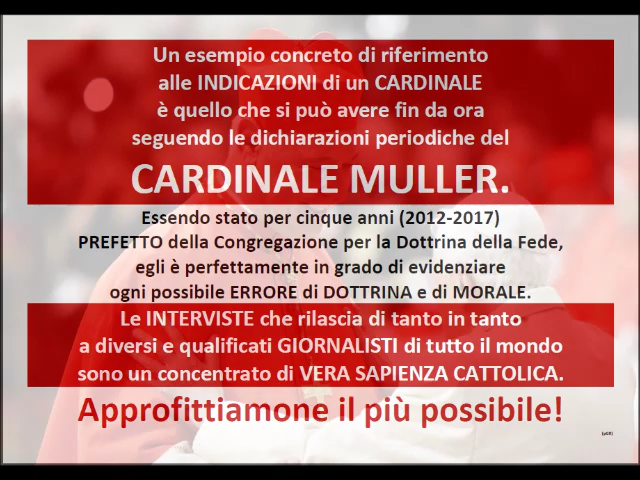 Un esempio concreto di riferimento
alle INDICAZIONI di un CARDINALE
è quello che si può avere fin da ora
seguendo le dichiarazioni periodiche del
CARDINALE MULLER.
Essendo stato per cinque anni (2012-2017)
PREFETTO della Congregazione per la Dottrina della Fede,
egli è perfettamente in grado di evidenziare
ogni possibile ERRORE di DOTTRINA e di MORALE.
Le INTERVISTE che rilascia di tanto in tanto
a diversi e qualificati GIORNALISTI di tutto il mondo
sono un concentrato di VERA SAPIENZA CATTOLICA.
Approfittiamone il più possibile!